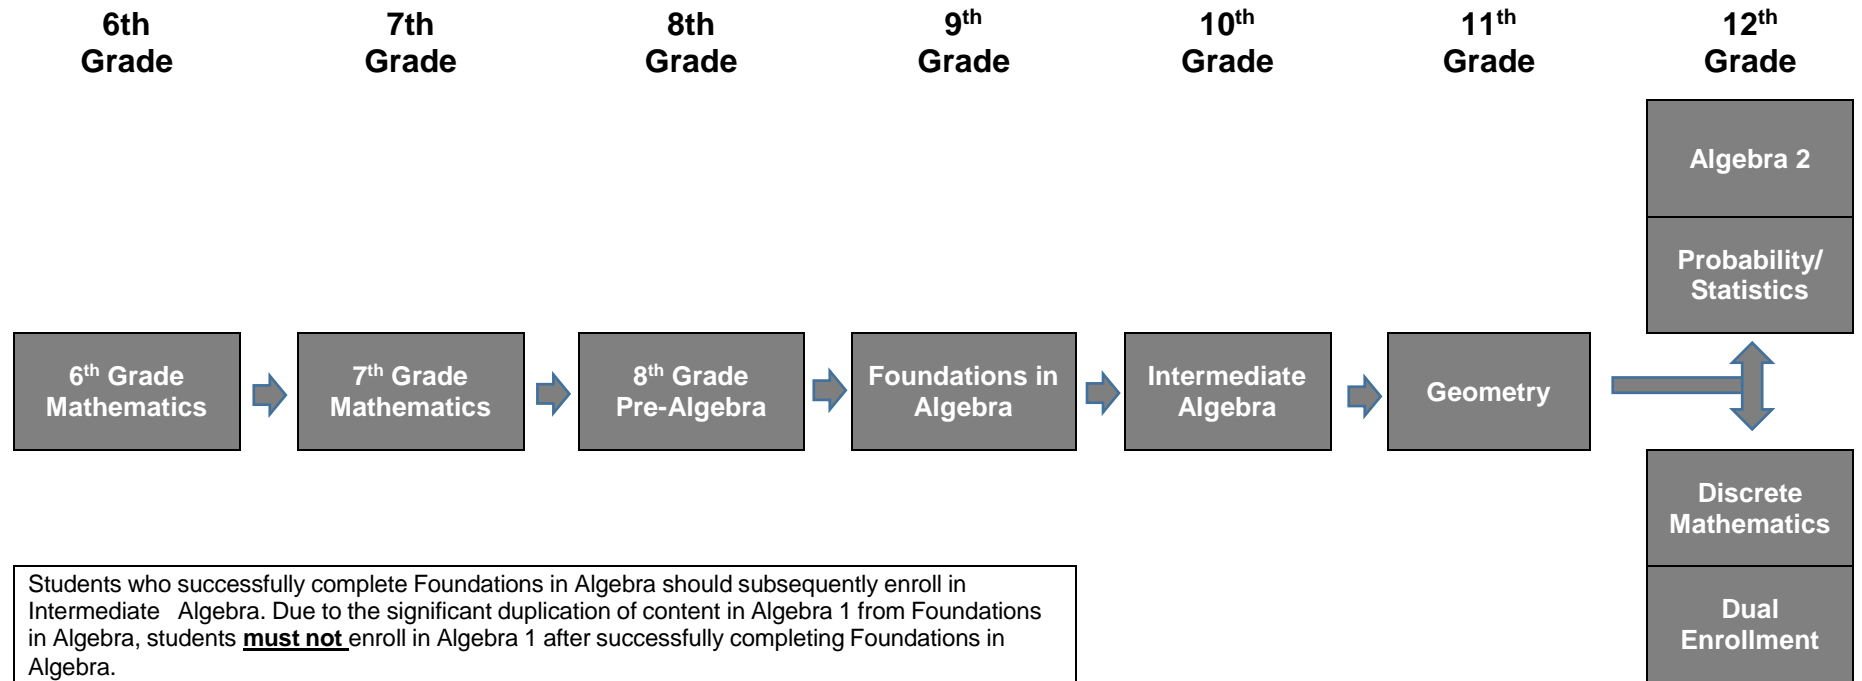 6th
Grade
7th
Grade
8th
Grade
9th
Grade
10th
Grade
11th
Grade
12th
Grade
6th Grade
Mathematics
7th Grade
Mathematics
8th Grade
Pre-Algebra
Foundations in
Algebra
Intermediate
Algebra
Geometry
Algebra 2
Probability/
Statistics
Discrete
Mathematics
Dual
Enrollment
Students who successfully complete Foundations in Algebra should subsequently enroll in
Intermediate   Algebra. Due to the significant duplication of content in Algebra 1 from Foundations
in Algebra, students must not enroll in Algebra 1 after successfully completing Foundations in
Algebra.